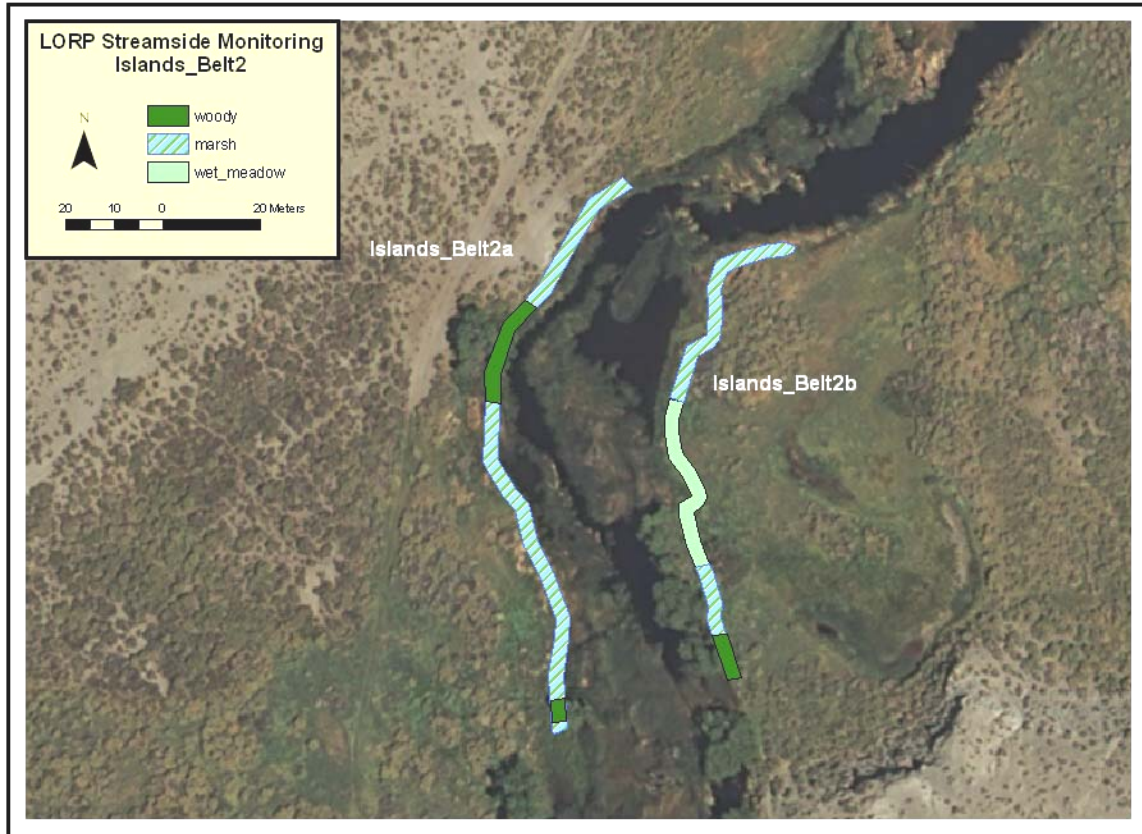 LORP Streamside Monitoring
Islands_Belt2
N
woody
marsh
wet_meadow
20 10 0 20 Meters
Islands_Belt2a
Islands_Belt2b